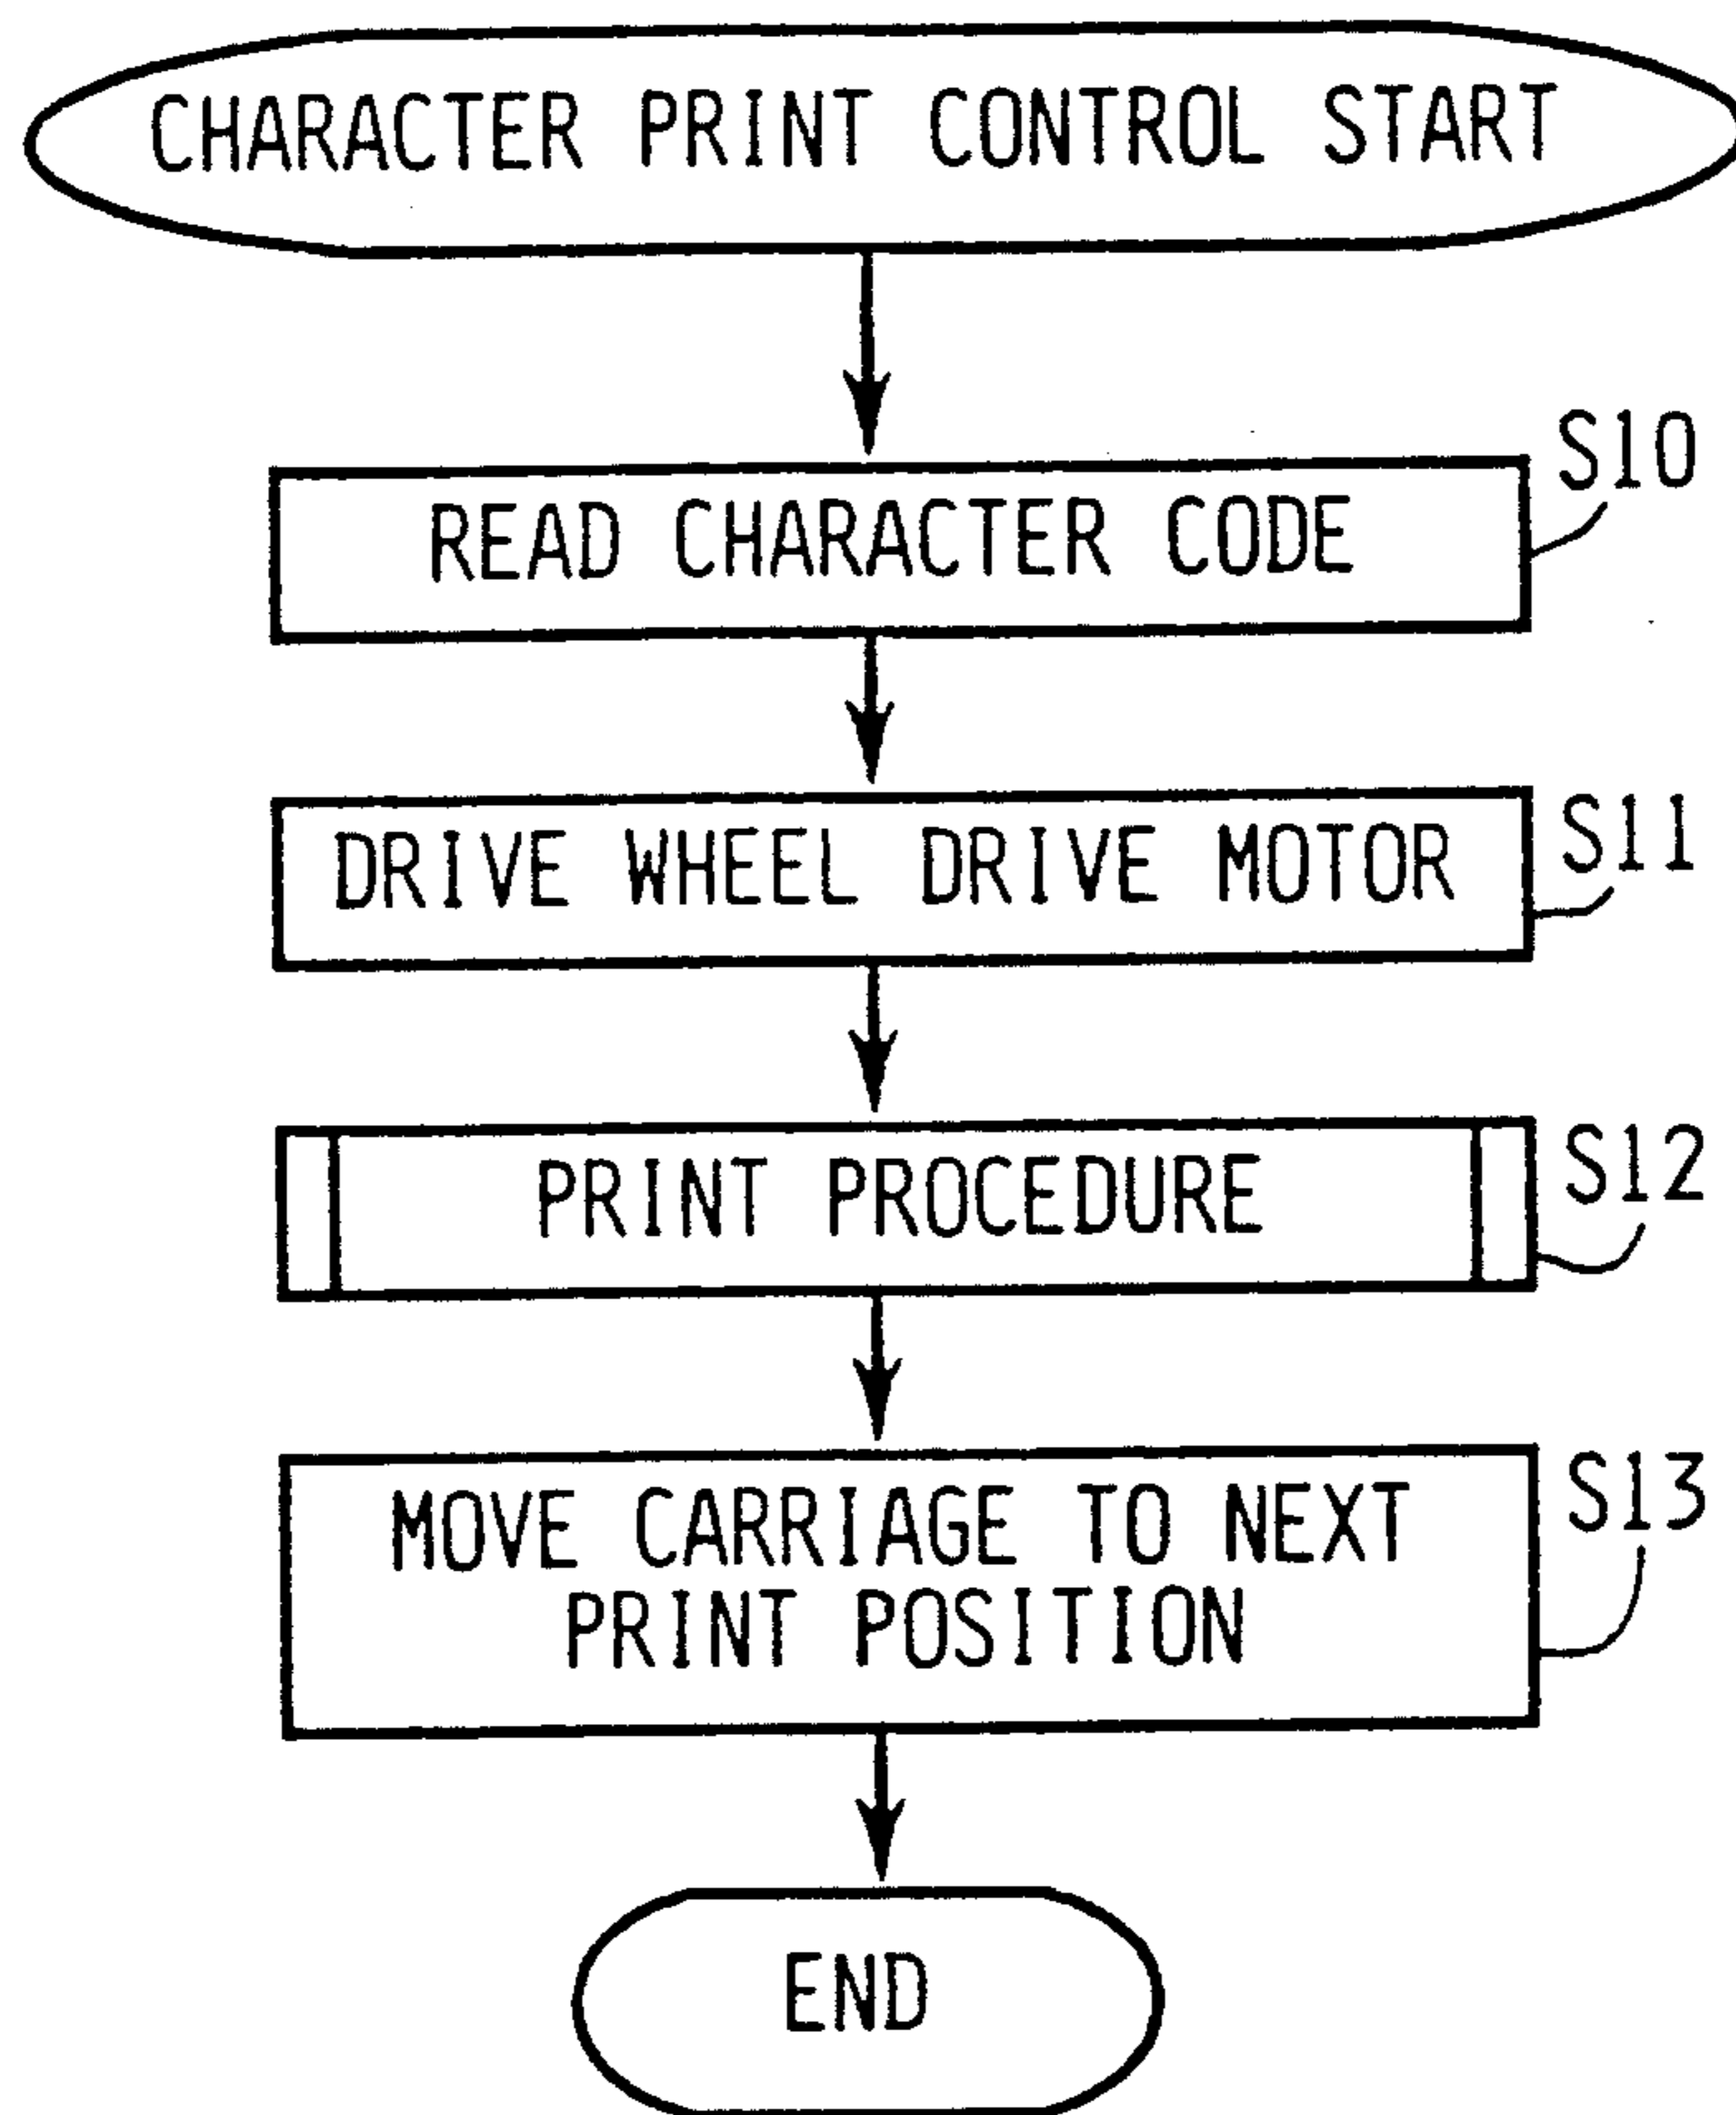 CHARACTER PRINT CONTROL START
S10
READ CHARACTER CODE
S11
DRIVE WHEEL DRIVE MOTOR
S12
PRINT PROCEDURE
S13
MOVE CARRIAGE TO NEXT
PRINT POSITION
END